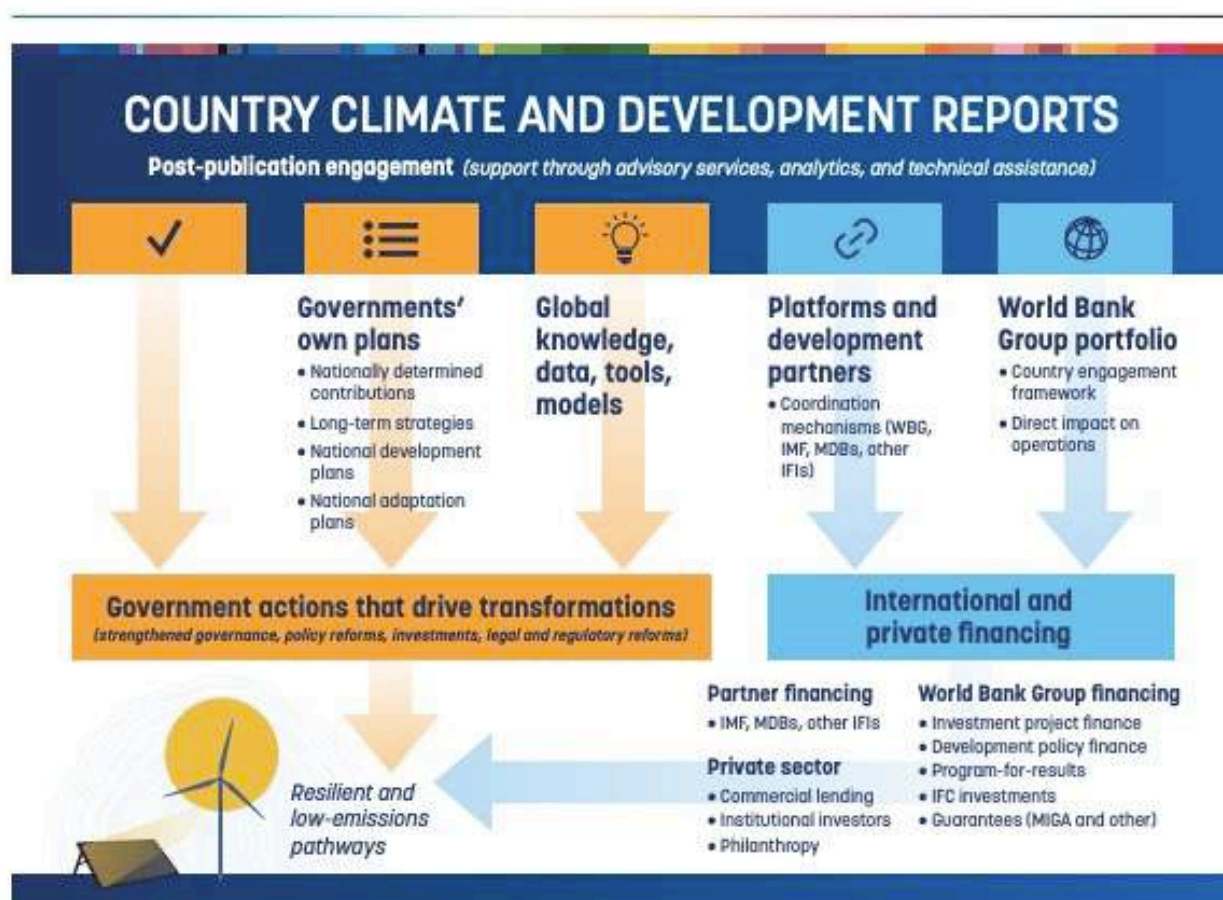 COUNTRY CLIMATE AND DEVELOPMENT REPORTS
Post-publication engagement (support through advisory services, analytics, and technical assistance)
Governments'
own plans
• Nationally determined
contributions
• Long-term strategies
• National development
plans
• National adaptation
plans
Global
knowledge,
data, tools,
models
Platforms and
development
partners
• Coordination
mechanisms (WBG,
IMF, MDBs, other
IFIs)
World Bank
Group portfolio
• Country engagement
framework
• Direct impact on
operations
Government actions that drive transformations
(strengthened governance, policy reforms, investments, legal and regulatory reforms)
International and
private financing
Partner financing
• IMF, MDBs, other IFIs
Private sector
• Commercial lending
• Institutional investors
• Philanthropy
World Bank Group financing
• Investment project finance
• Development policy finance
• Program-for-results
• IFC investments
• Guarantees (MIGA and other)
Resilient and
low-emissions
pathways